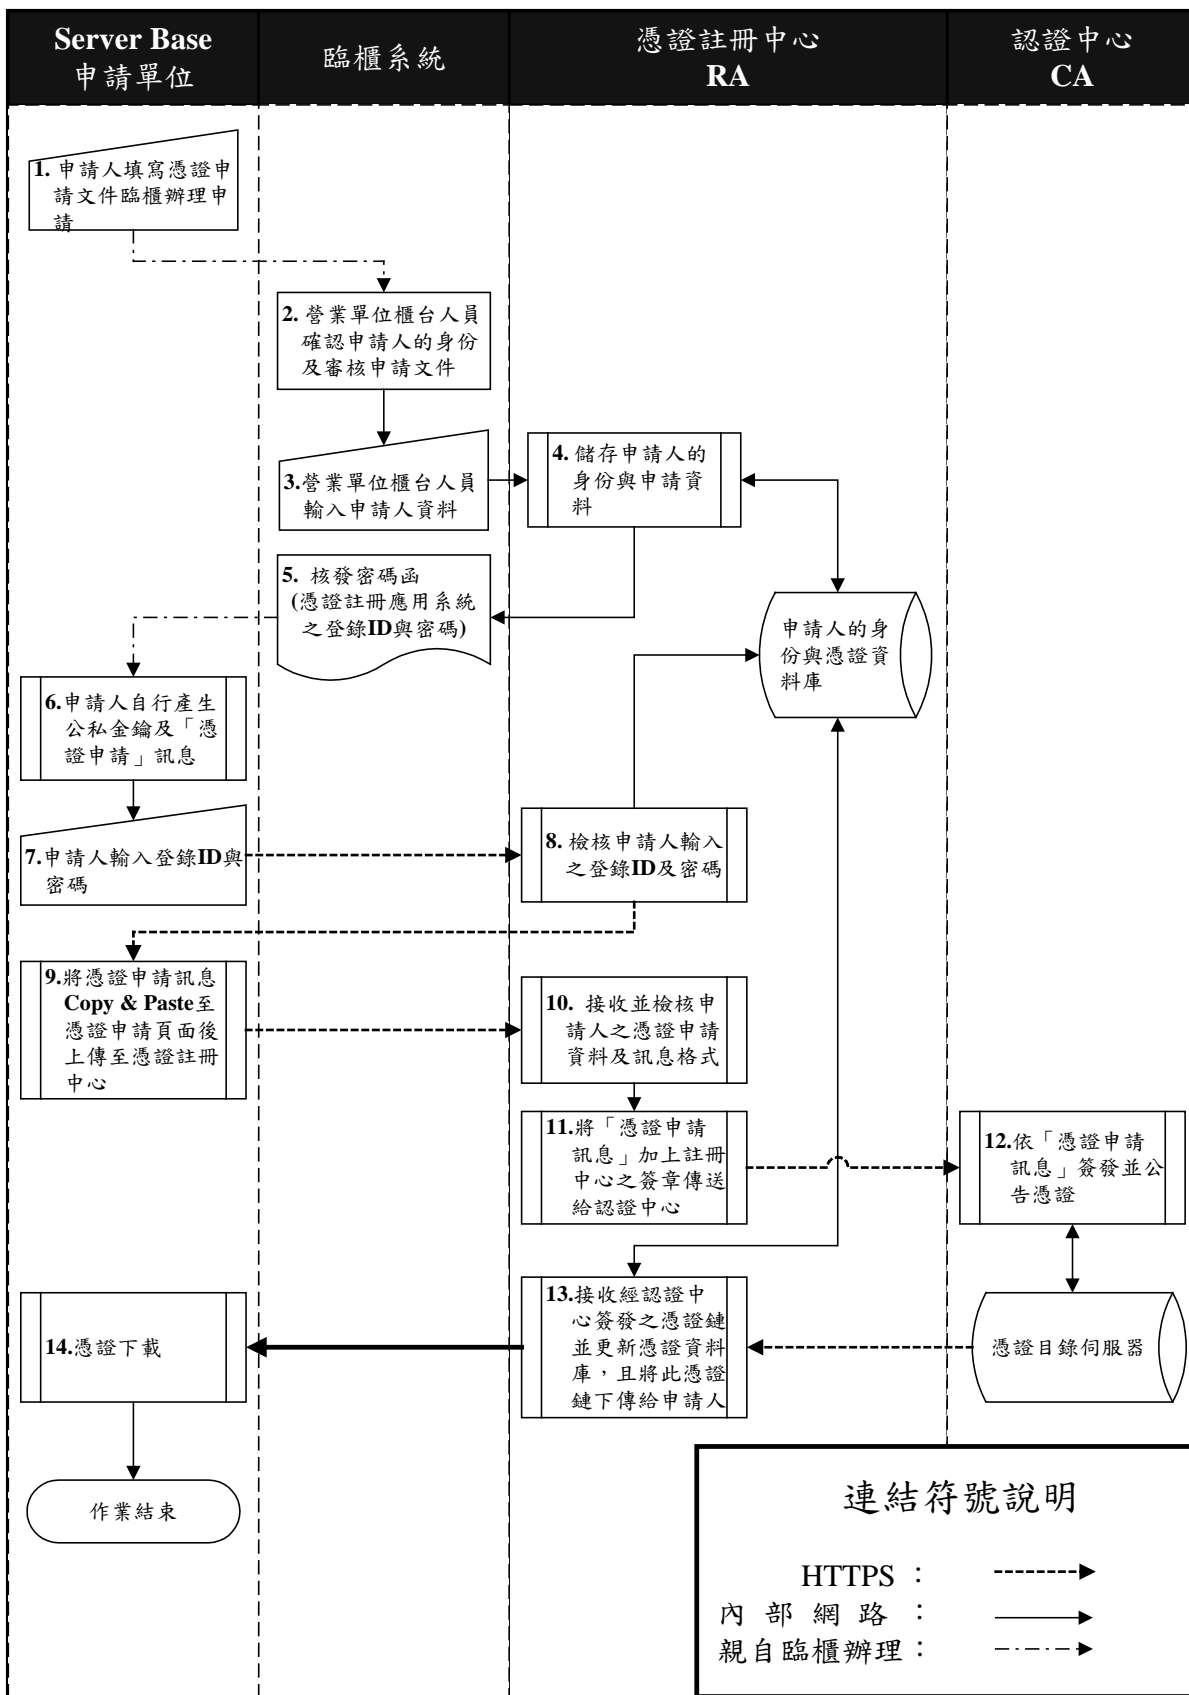 Server Base
申請單位
臨櫃系統
憑證註冊中心
RA
認證中心
CA
1. 申請人填寫憑證申
請文件臨櫃辦理申
請
2. 營業單位櫃台人員
確認申請人的身份
及審核申請文件
3.營業單位櫃台人員
輸入申請人資料
4. 儲存申請人的
身份與申請資
料
5. 核發密碼函
(憑證註冊應用系統
之登錄ID與密碼)
申請人的身
份與憑證資
料庫
6.申請人自行產生
公私金鑰及「憑
證申請」訊息
7.申請人輸入登錄ID與
密碼
8. 檢核申請人輸入
之登錄ID及密碼
9.將憑證申請訊息
Copy & Paste至
憑證申請頁面後
上傳至憑證註冊
中心
10. 接收並檢核申
請人之憑證申請
資料及訊息格式
11.將「憑證申請
訊息」加上註冊
中心之簽章傳送
給認證中心
12.依「憑證申請
訊息」簽發並公
告憑證
13.接收經認證中
心簽發之憑證鏈
並更新憑證資料
庫，且將此憑證
鏈下傳給申請人
憑證目錄伺服器
14.憑證下載
作業結束
連結符號說明
HTTPS：
內部網路：
親自臨櫃辦理：